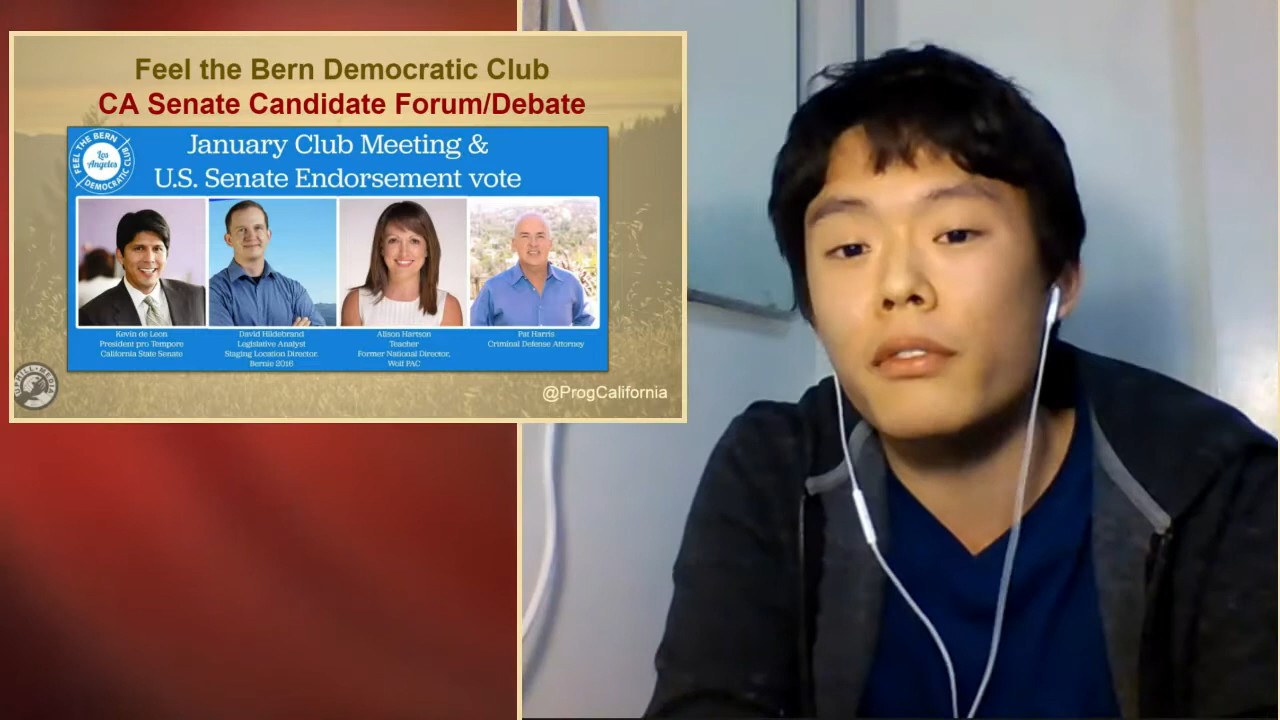 Feel the Bern Democratic Club
CA Senate Candidate Forum/Debate
FEEL THE BERN
Los Angeles
DEMOCRATIC CLUB
January Club Meeting &
U.S. Senate Endorsement vote
Kevin de Leon
President pro Tempore
California State Senate
David Hildebrand
Legislative Analyst
Staging Location Director,
Bernie 2016
Alison Hartson
Teacher
Former National Director,
Wolf PAC
Pat Harris
Criminal Defense Attorney
UPHILL MEDIA
@ProgCalifornia